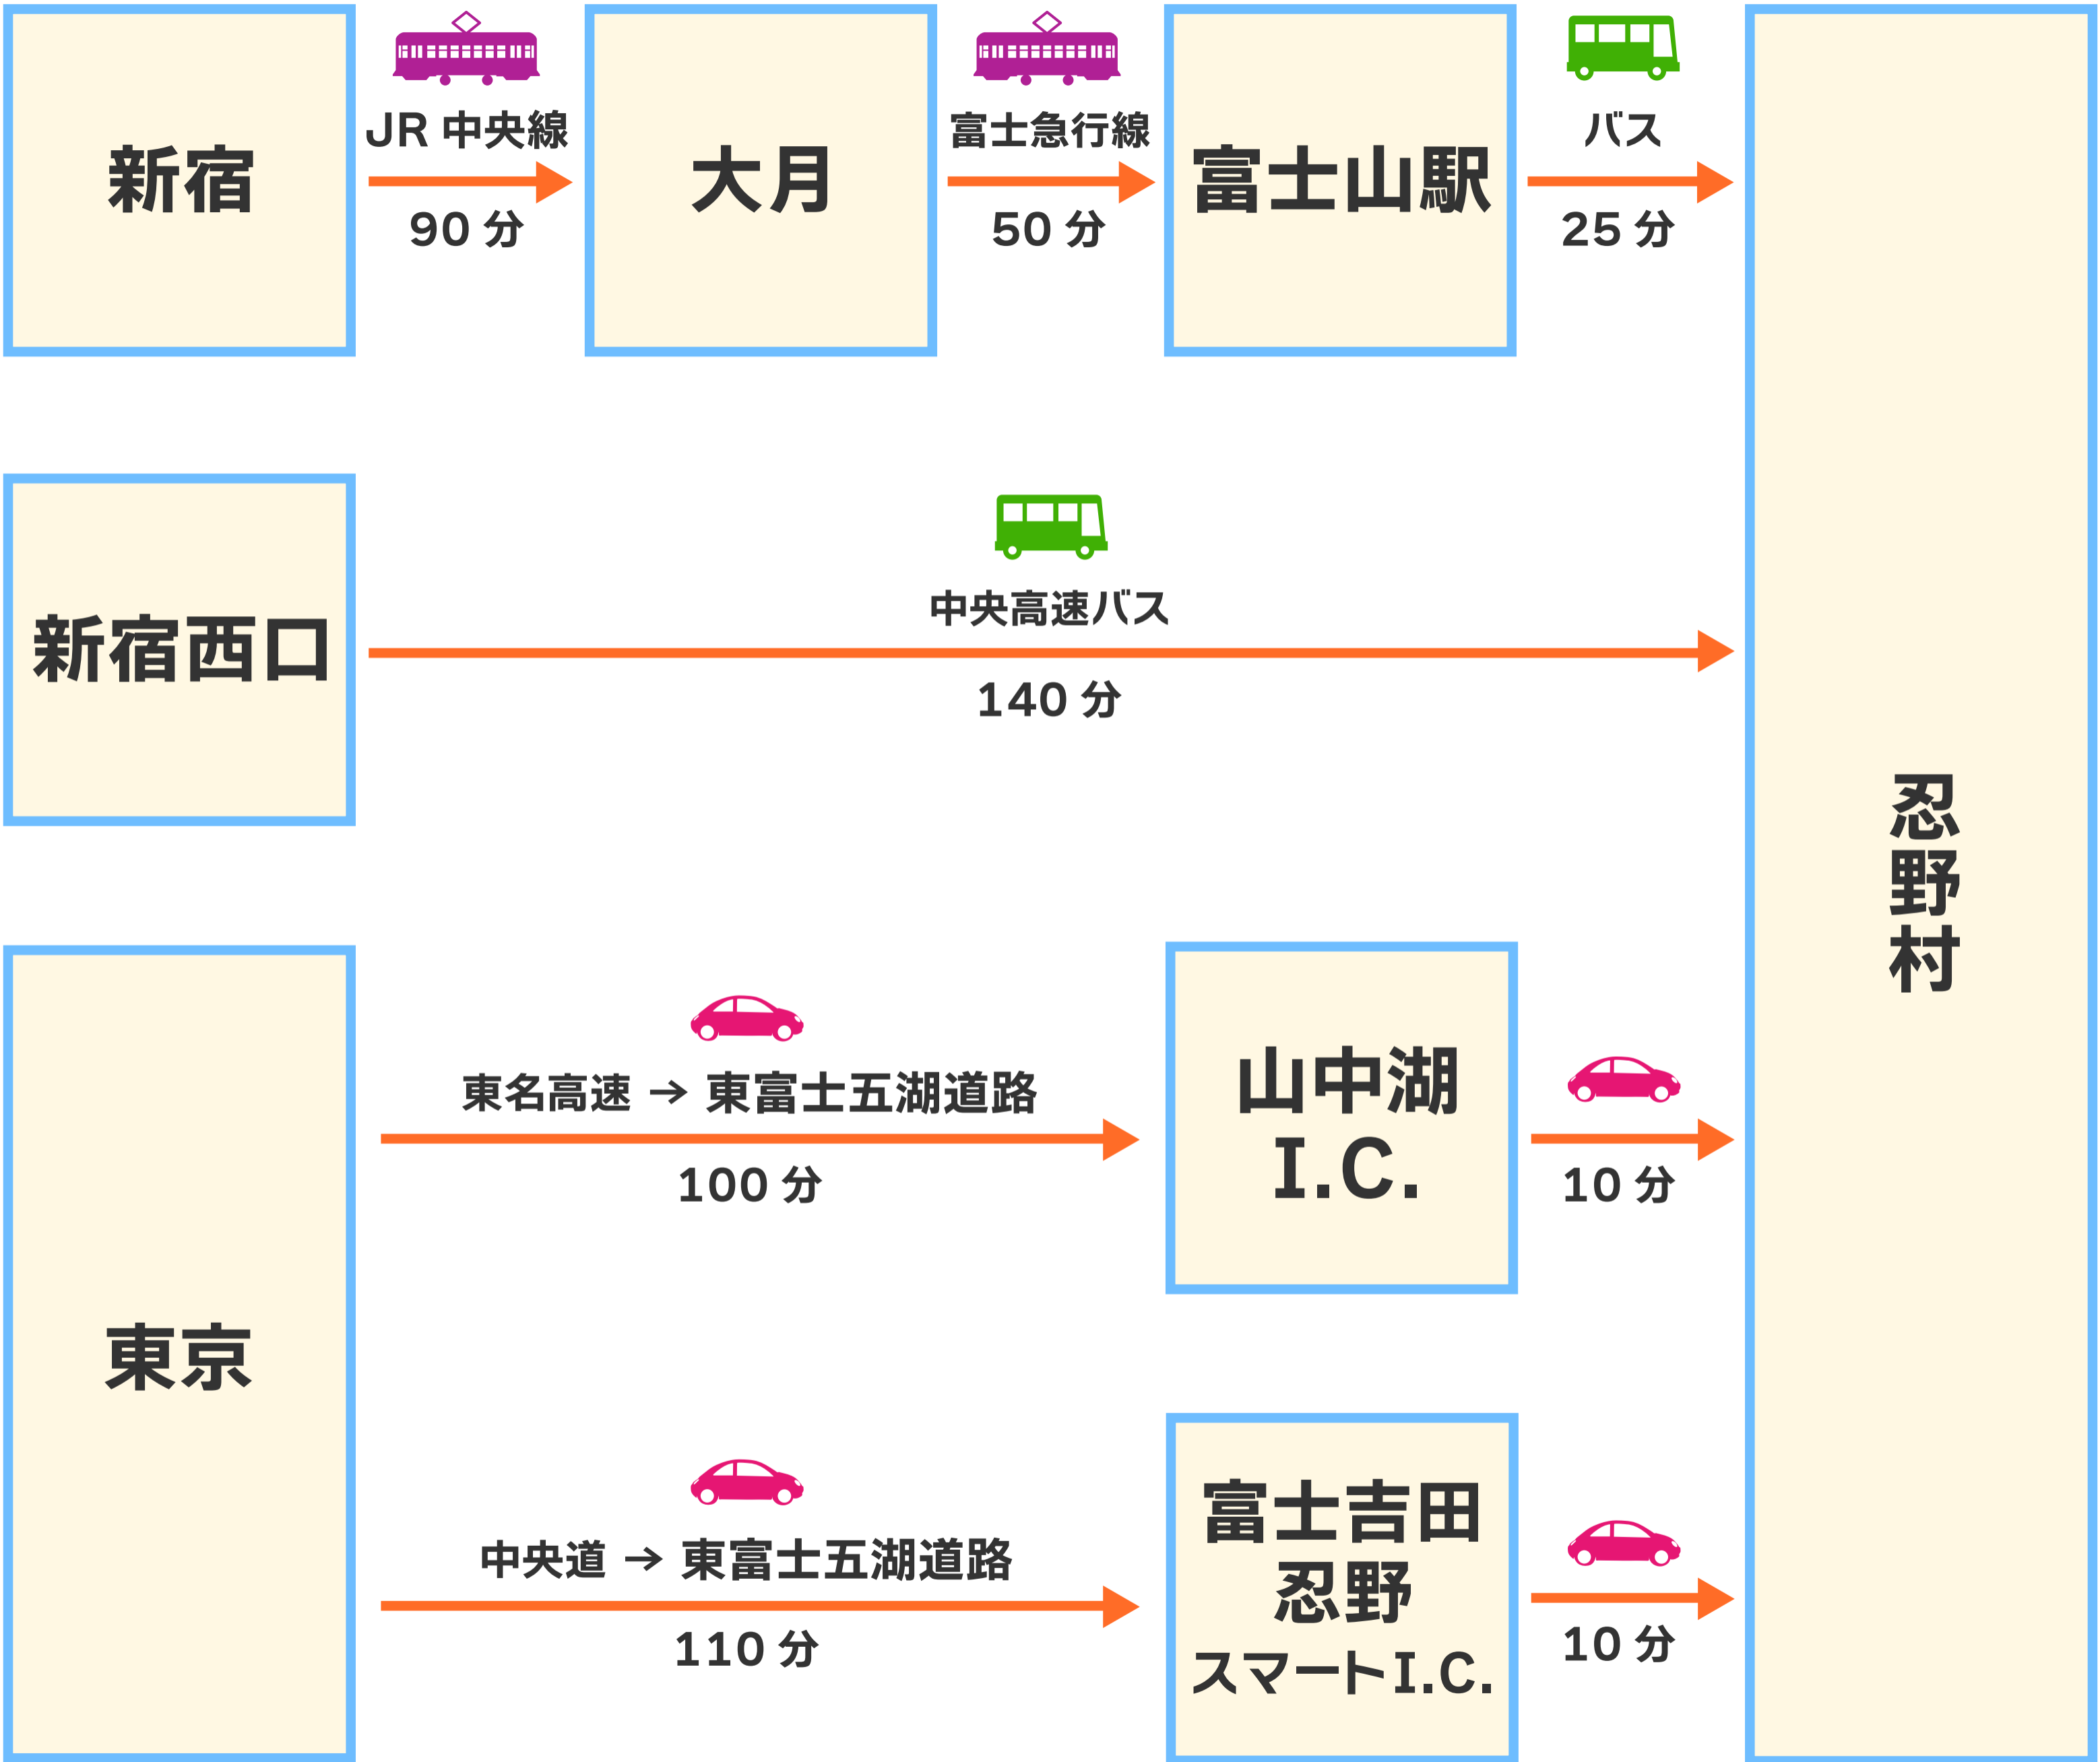 新宿
JR 中央線
90 分
大月
富士急行線
50 分
富士山駅
バス
25 分
新宿西口
中央高速バス
140 分
忍野村
東京
東名高速 → 東富士五湖道路
100 分
山中湖
I.C.
10 分
中央道 → 東富士五湖道路
110 分
富士吉田
忍野
スマートI.C.
10 分